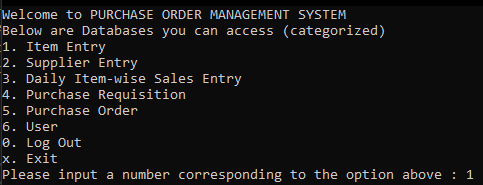 Welcome to PURCHASE ORDER MANAGEMENT SYSTEM
Below are Databases you can access (categorized)
1. Item Entry
2. Supplier Entry
3. Daily Item-wise Sales Entry
4. Purchase Requisition
5. Purchase Order
6. User
0. Log Out
x. Exit
Please input a number corresponding to the option above : 1